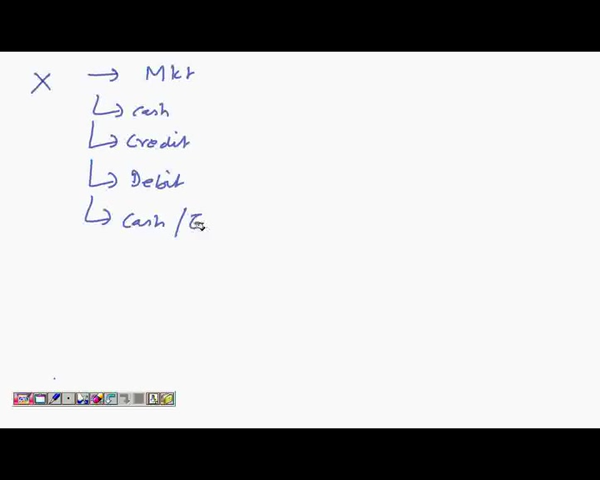 X → Mkt
↳ cash
↳ Credit
↳ Debit
↳ cash /